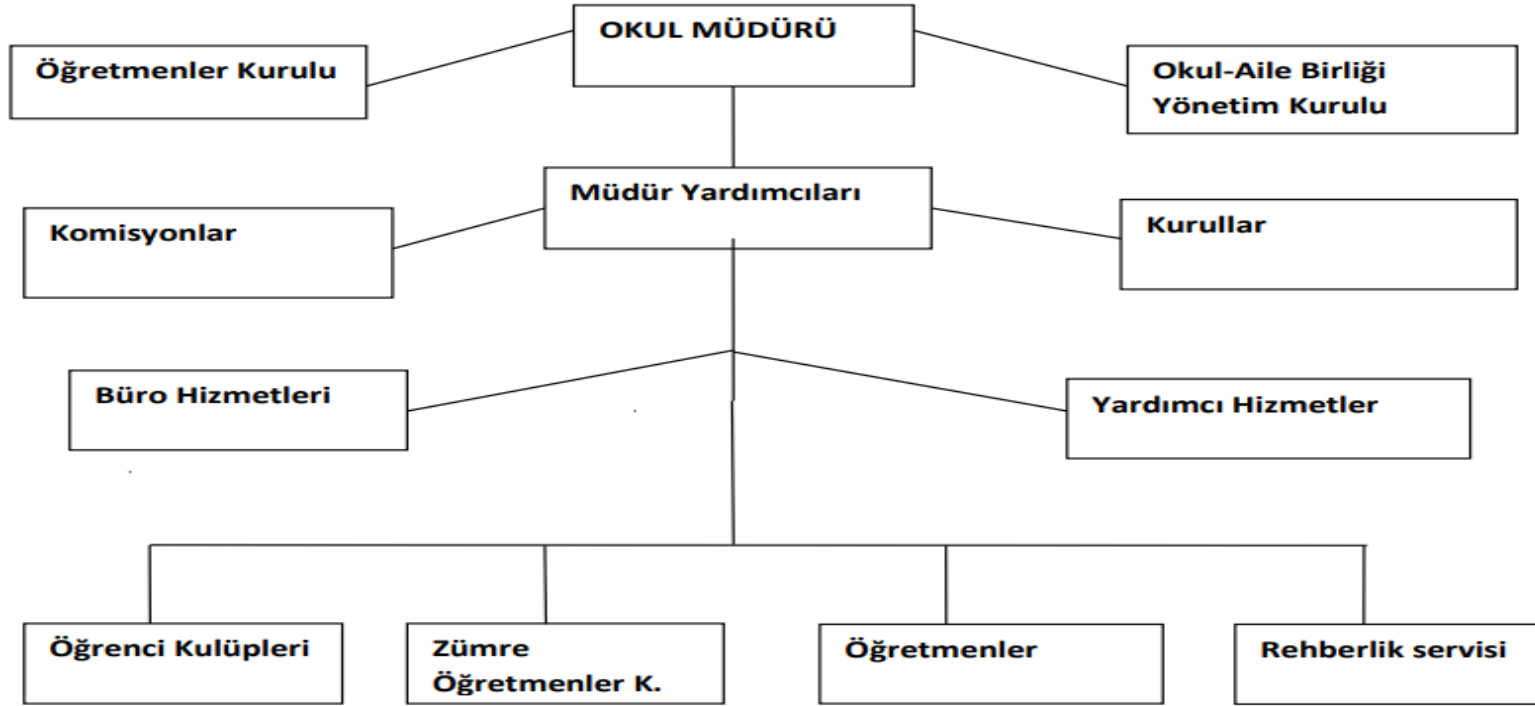 OKUL MÜDÜRÜ
Öğretmenler Kurulu
Okul-Aile Birliği
Yönetim Kurulu
Müdür Yardımcıları
Komisyonlar
Kurullar
Büro Hizmetleri
Yardımcı Hizmetler
Öğrenci Kulüpleri
Zümre
Öğretmenler K.
Öğretmenler
Rehberlik servisi